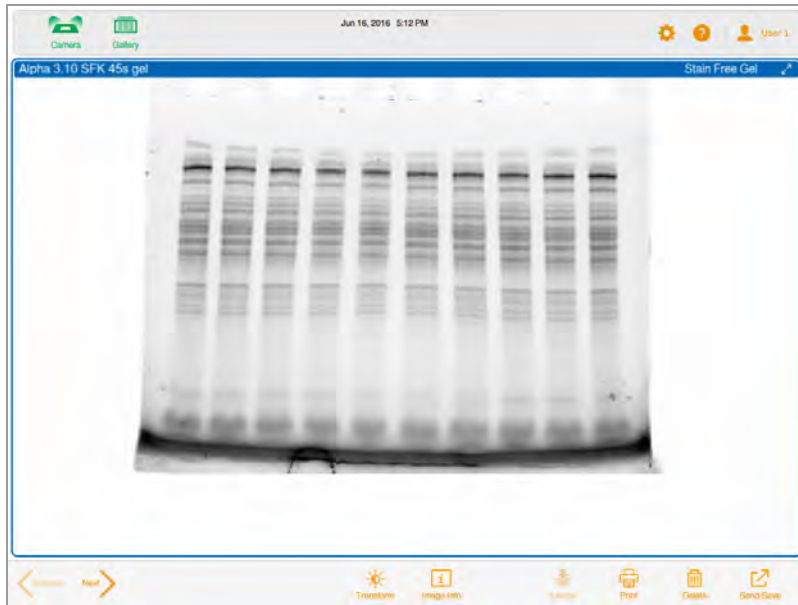 Jun 16, 2016 5:12 PM
Camera
Gallery
User 1
Alpha 3.10 SFK 45s gel
Stain Free Gel
Next
Transform
Image Info
Print
Delete
Send/Save